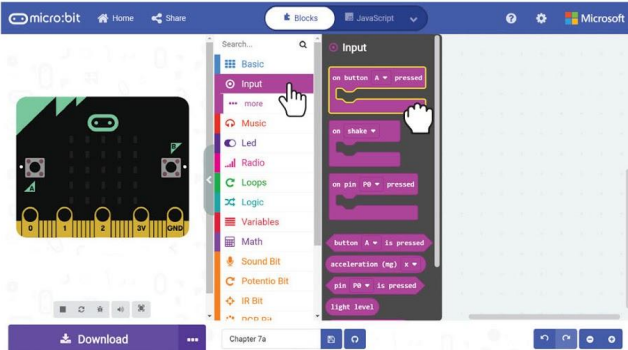 micro:bit Home Share Blocks JavaScript ? Microsoft
Search...
Basic
Input
more
Music
Led
Radio
Loops
Logic
Variables
Math
Sound Bit
Potentio Bit
IR Bit
Input
on button A pressed
on shake
on pin P0 pressed
button A is pressed
acceleration (mg) x
pin P0 is pressed
light level
A
B
0 1 2 3V GND
Download
Chapter 7a